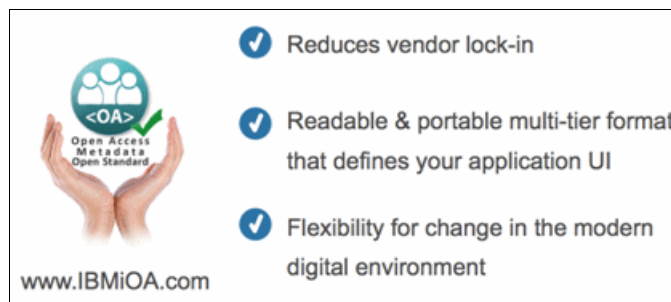 <OA>
Open Access
Metadata
Open Standard
www.IBMiOA.com
Reduces vendor lock-in
Readable & portable multi-tier format
that defines your application UI
Flexibility for change in the modern
digital environment